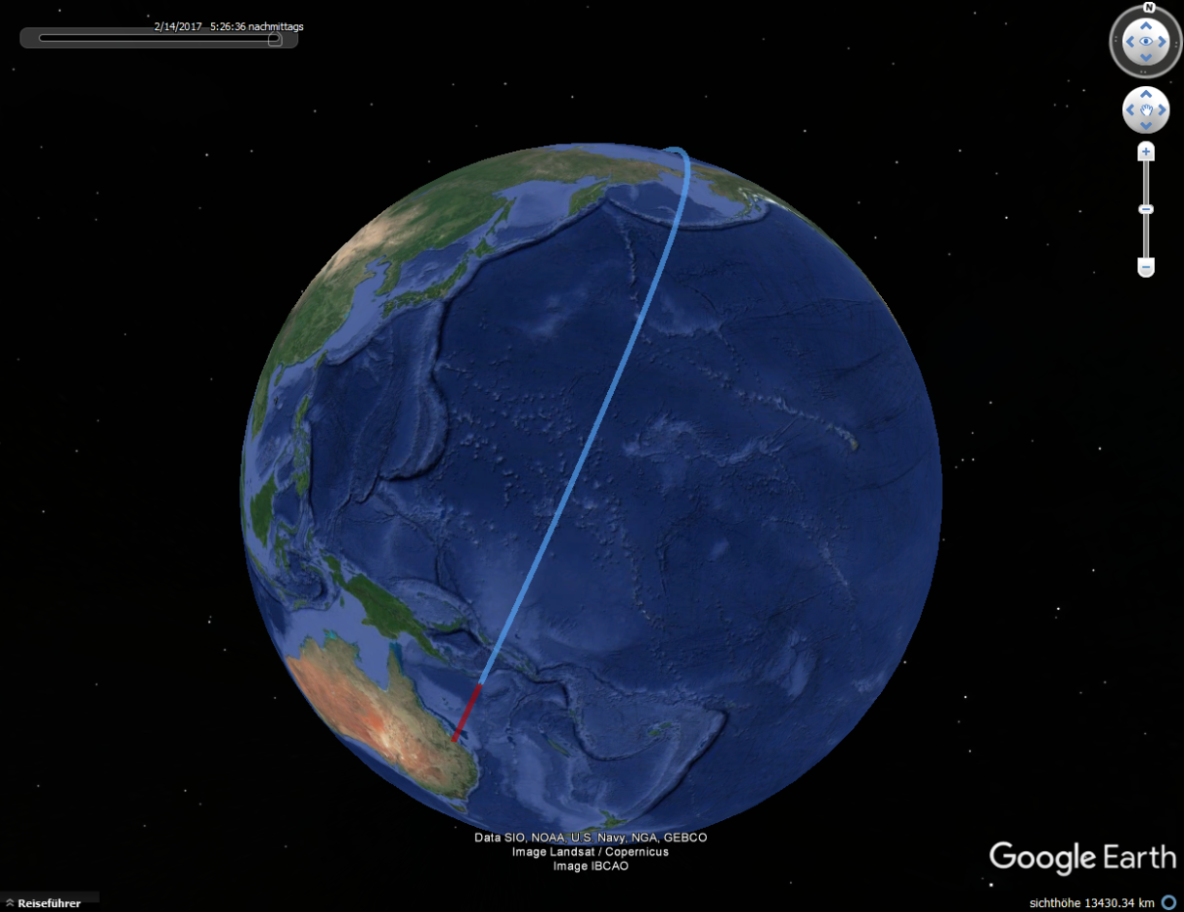 2/14/2017 5:26:36 nachmittags
N
Data SIO, NOAA, U.S. Navy, NGA, GEBCO
Image Landsat / Copernicus
Image IBCAO
Google Earth
Reiseführer
sichthöhe 13430.34 km